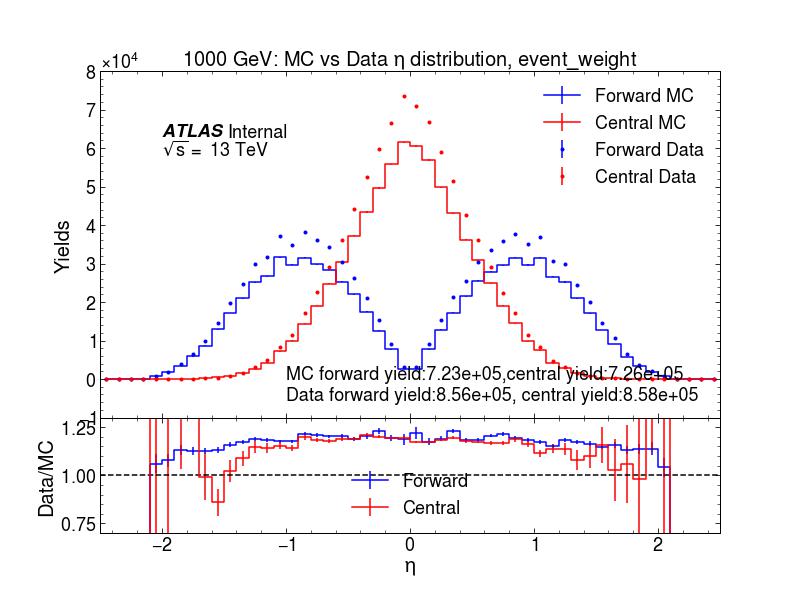 ×10⁴
1000 GeV: MC vs Data η distribution, event_weight
8
7
6
5
4
3
2
1
0
−1
Yields
ATLAS Internal
√s = 13 TeV
Forward MC
Central MC
Forward Data
Central Data
MC forward yield:7.23e+05,central yield:7.26e+05
Data forward yield:8.56e+05, central yield:8.58e+05
1.25
1.00
0.75
Data/MC
Forward
Central
−2
−1
0
1
2
η